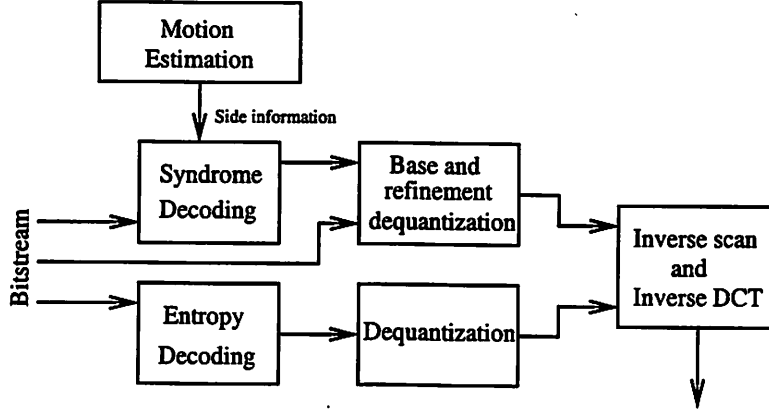 Motion
Estimation
Side information
Syndrome
Decoding
Base and
refinement
dequantization
Bitstream
Inverse scan
and
Inverse DCT
Entropy
Decoding
Dequantization